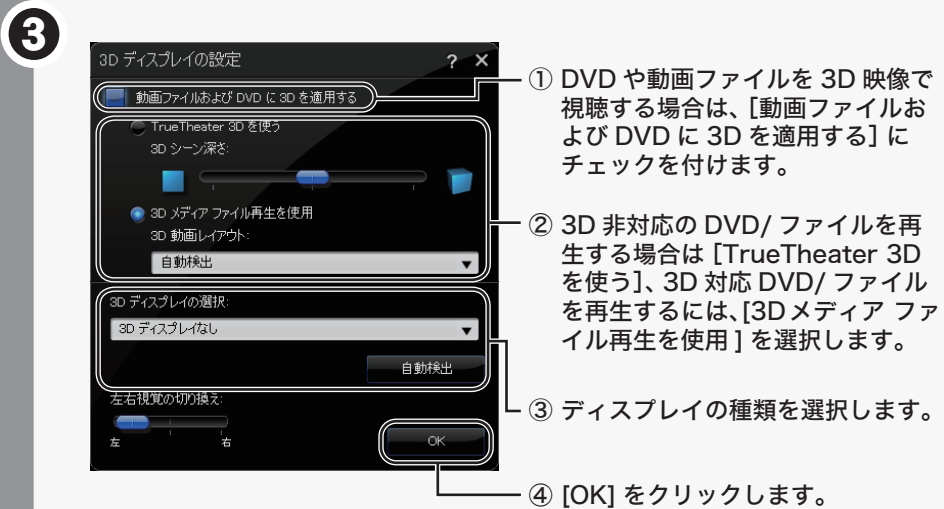 3
3D ディスプレイの設定 ? ×
動画ファイルおよび DVD に 3D を適用する
TrueTheater 3D を使う
3D シーン深さ:
3D メディア ファイル再生を使用
3D 動画レイアウト:
自動検出
3D ディスプレイの選択:
3D ディスプレイなし
自動検出
左右視覚の切り換え:
左 右
OK
① DVD や動画ファイルを 3D 映像で
視聴する場合は、［動画ファイルお
よび DVD に 3D を適用する］に
チェックを付けます。
② 3D 非対応の DVD/ ファイルを再
生する場合は［TrueTheater 3D
を使う］、3D 対応 DVD/ ファイル
を再生するには、［3D メディア ファ
イル再生を使用 ] を選択します。
③ ディスプレイの種類を選択します。
④ [OK] をクリックします。